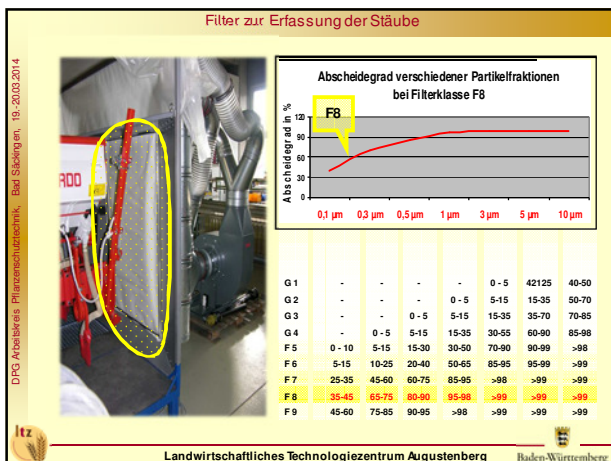 Filter zur Erfassung der Stäube
DPG Arbeitskreis Pflanzenschutztechnik, Bad Säckingen, 19.-20.03.2014
RDO
Abscheidegrad verschiedener Partikelfraktionen
bei Filterklasse F8
F8
Abscheidegrad in %
120
90
60
30
0
0,1 µm 0,3 µm 0,5 µm 1 µm 3 µm 5 µm 10 µm
G 1 - - - - 0 - 5 42125 40-50
G 2 - - - 0 - 5 5-15 15-35 50-70
G 3 - - 0 - 5 5-15 15-35 35-70 70-85
G 4 - 0 - 5 5-15 15-35 30-55 60-90 85-98
F 5 0 - 10 5-15 15-30 30-50 70-90 90-99 >98
F 6 5-15 10-25 20-40 50-65 85-95 95-99 >99
F 7 25-35 45-60 60-75 85-95 >98 >99 >99
F 8 35-45 65-75 80-90 95-98 >99 >99 >99
F 9 45-60 75-85 90-95 >98 >99 >99 >99
ltz
Landwirtschaftliches Technologiezentrum Augustenberg
Baden-Württemberg